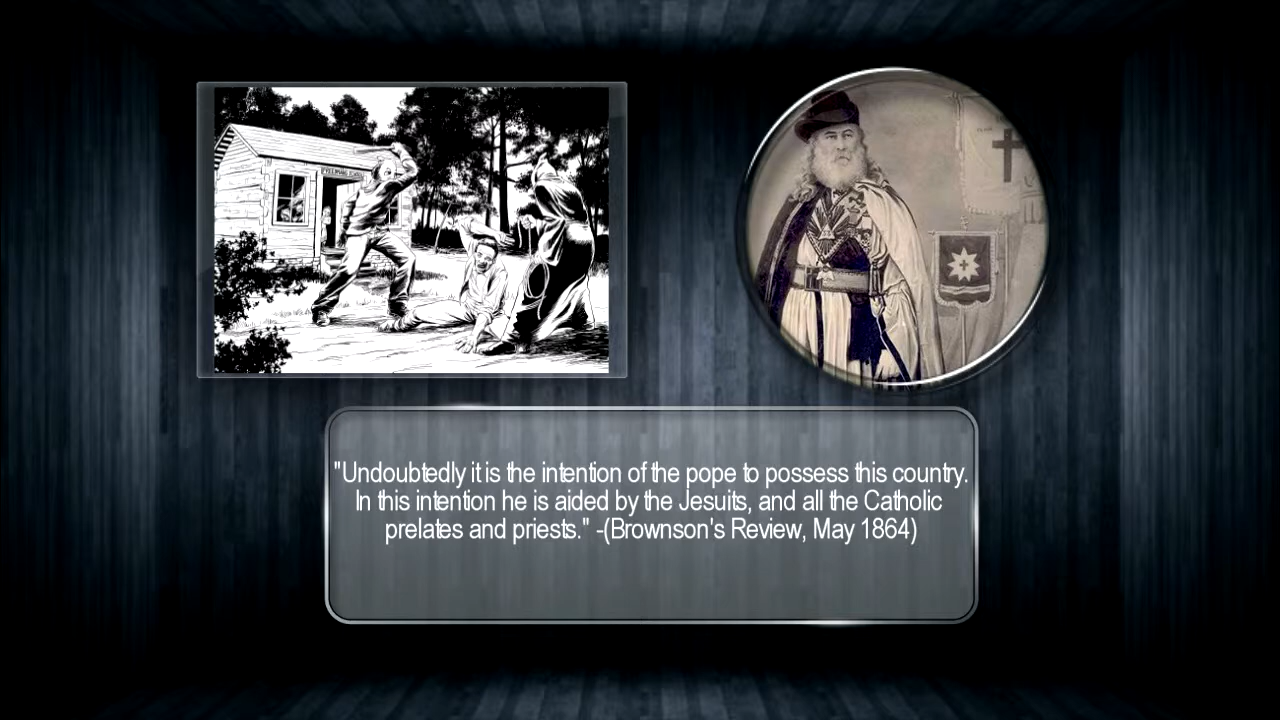 "Undoubtedly it is the intention of the pope to possess this country.
In this intention he is aided by the Jesuits, and all the Catholic
prelates and priests." -(Brownson's Review, May 1864)